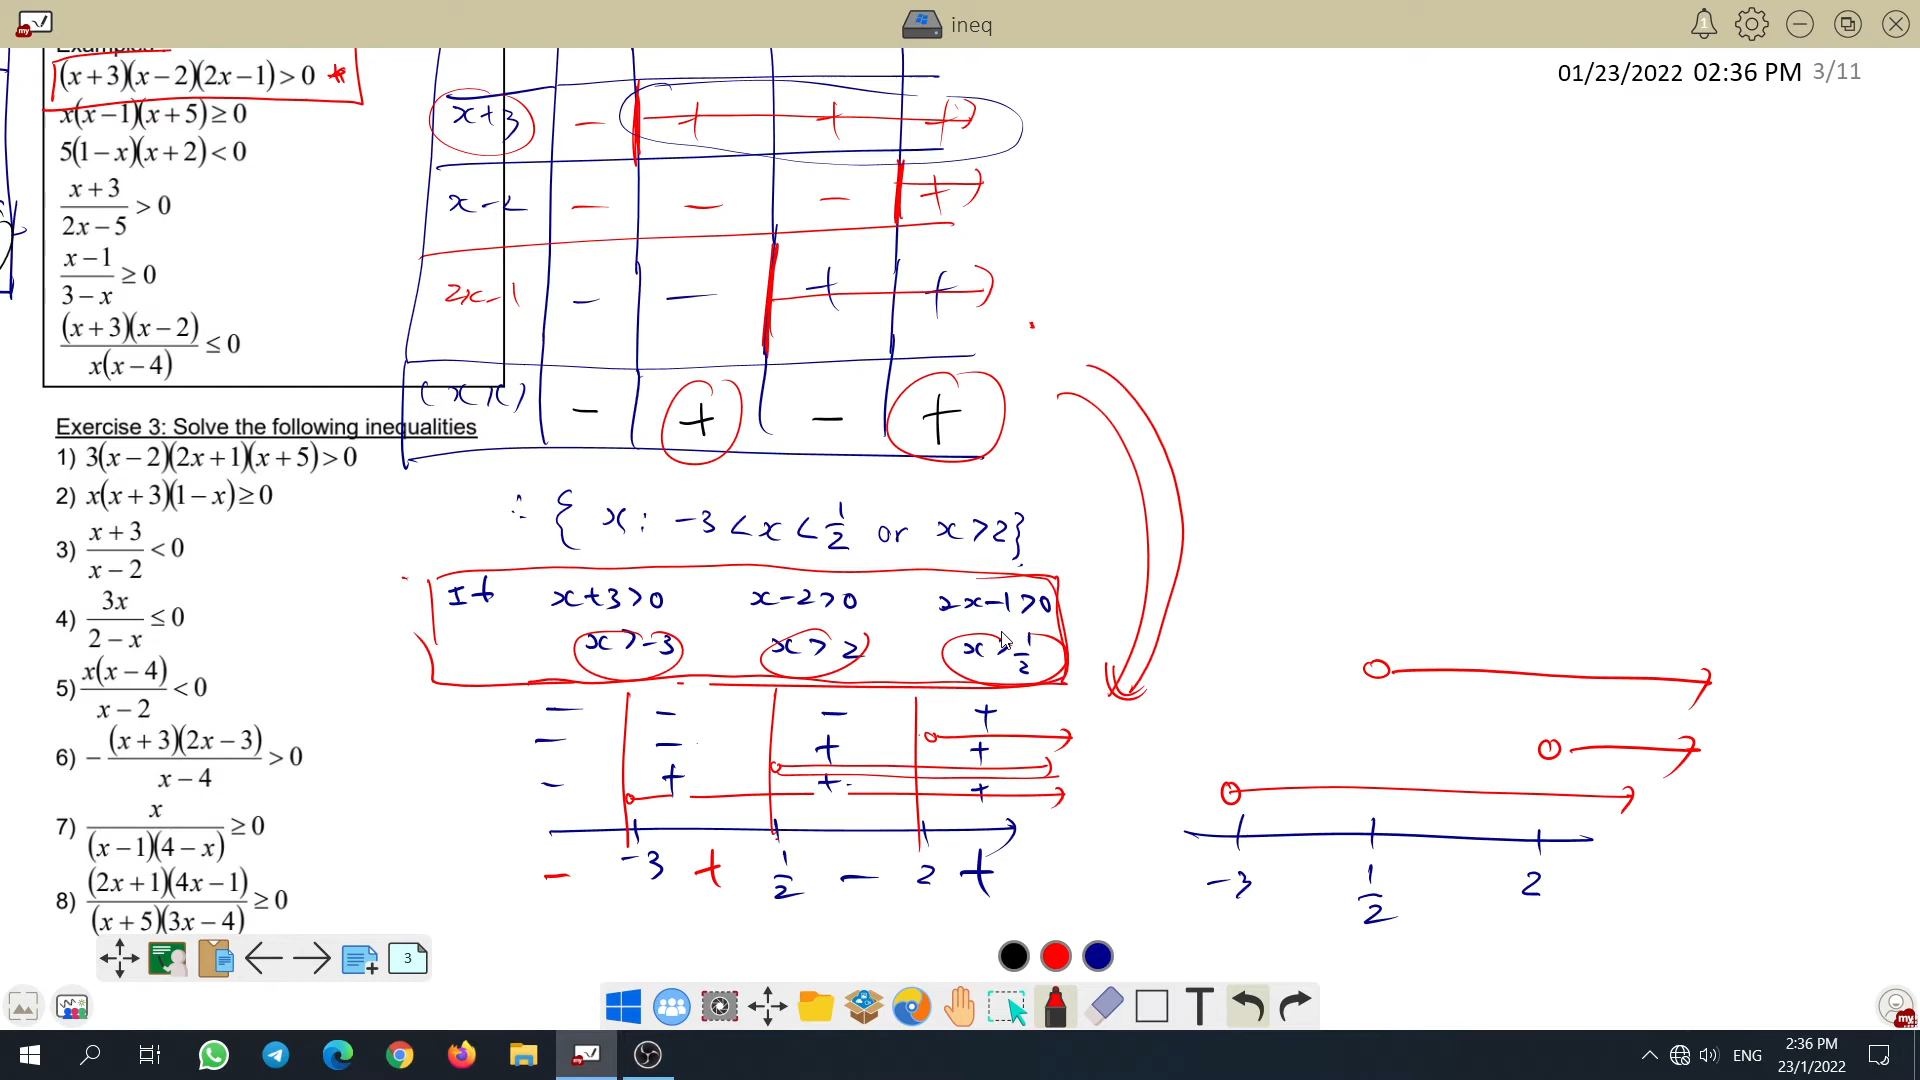 ineq
01/23/2022 02:36 PM 3/11
(x+3)(x−2)(2x−1)>0 *
x(x−1)(x+5)≥0
5(1−x)(x+2)<0
x+3
2x−5
>0
x−1
3−x
≥0
(x+3)(x−2)
x(x−4)
≤0
Exercise 3: Solve the following inequalities
1) 3(x−2)(2x+1)(x+5)>0
2) x(x+3)(1−x)≥0
3) x+3
x−2
<0
4) 3x
2−x
≤0
5) x(x−4)
x−2
<0
6) − (x+3)(2x−3)
x−4
>0
7) x
(x−1)(4−x)
≥0
8) (2x+1)(4x−1)
(x+5)(3x−4)
≥0
x+3 − + + +
x−2 − − − +
2x−1 − − + +
− + − +
∴ { x: −3 < x < 1/2 or x > 2}
If x+3>0 x−2>0 2x−1>0
x > −3 x > 2 x > 1/2
− − − +
− − + +
− + + +
− −3 + 1/2 − 2 +
−3 1/2 2
3
ENG
2:36 PM
23/1/2022